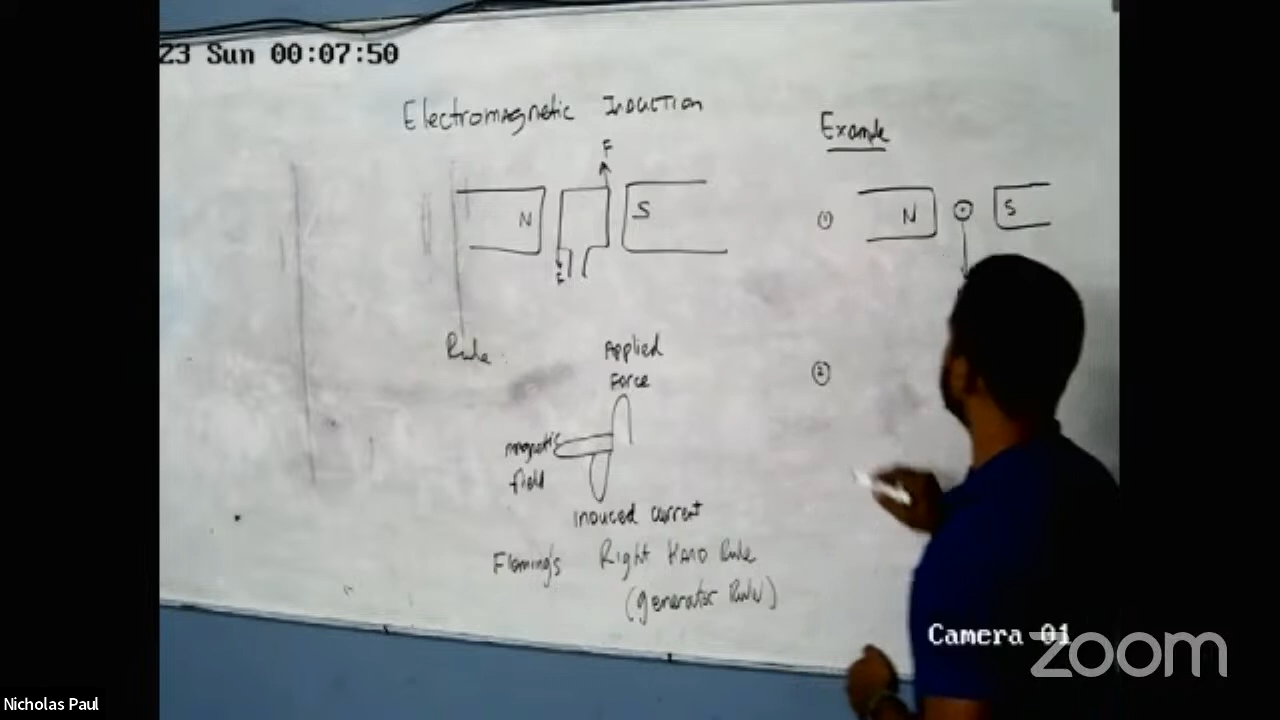 23 Sun 00:07:50
Electromagnetic Induction
F
N
S
F
Rule
Applied
Force
magnetic
field
induced current
Fleming's Right Hand Rule
(generator Rule)
Example
1
N
S
2
Camera 01
zoom
Nicholas Paul